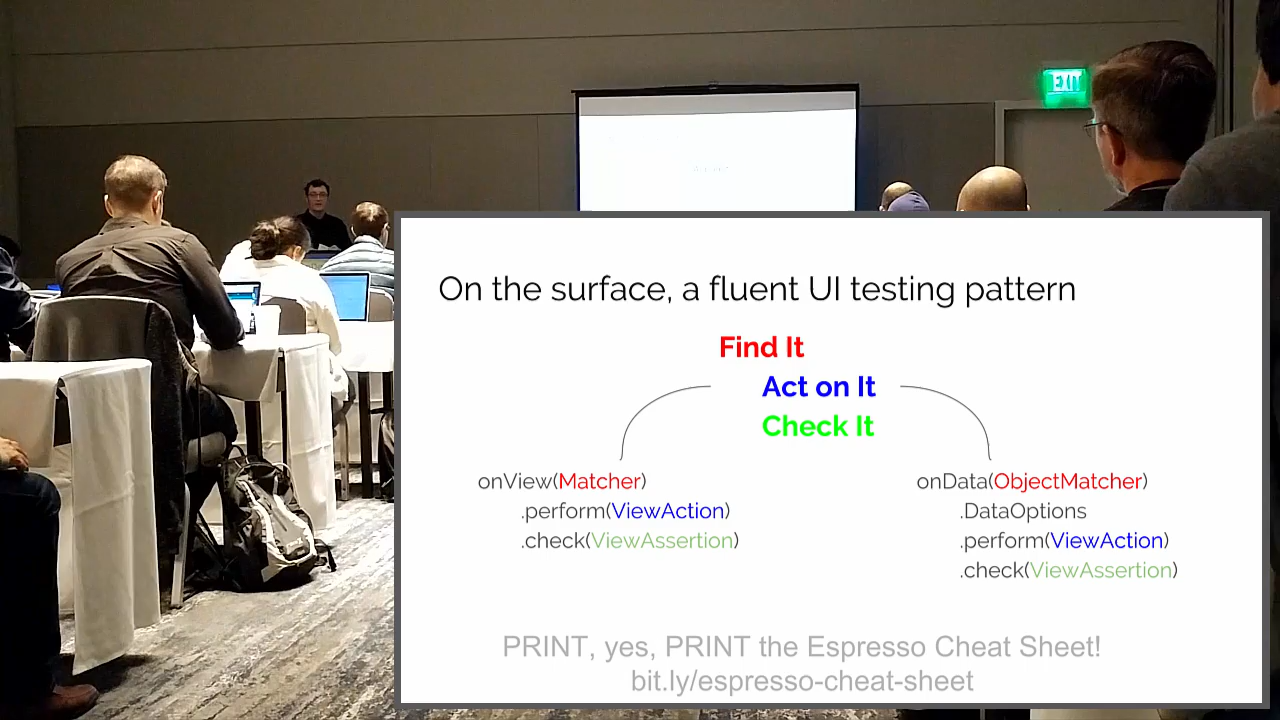 EXIT
On the surface, a fluent UI testing pattern
Find It
Act on It
Check It
onView(Matcher)
.perform(ViewAction)
.check(ViewAssertion)
onData(ObjectMatcher)
.DataOptions
.perform(ViewAction)
.check(ViewAssertion)
PRINT, yes, PRINT the Espresso Cheat Sheet!
bit.ly/espresso-cheat-sheet